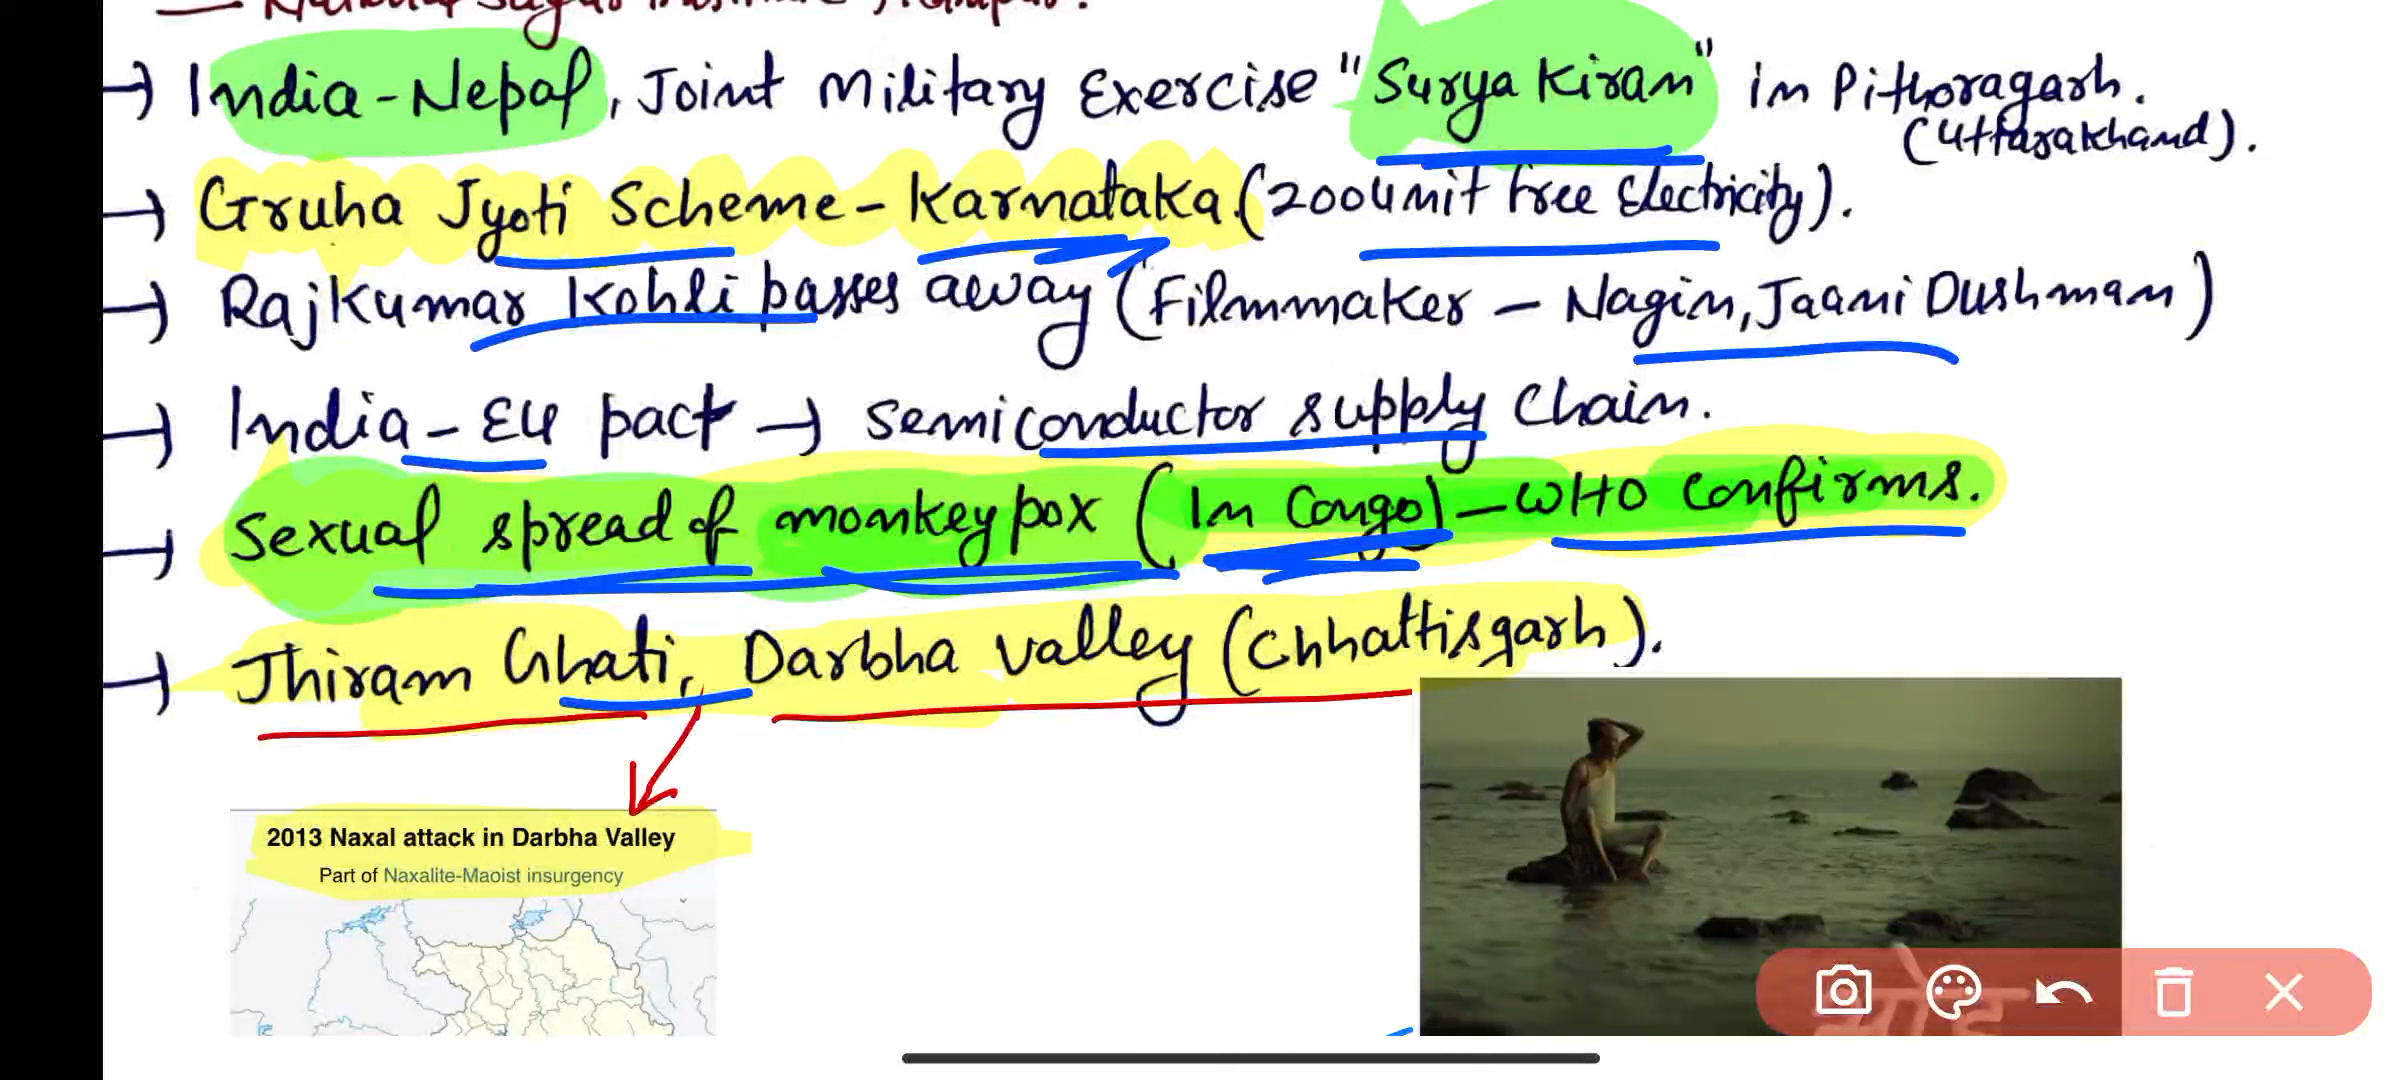 → India-Nepal, Joint Military Exercise "Surya Kiran" in Pithoragarh.
(Uttarakhand).
→ Gruha Jyoti Scheme - Karnataka. (200 unit free Electricity).
→ Rajkumar Kohli passes away (Filmmaker - Nagin, Jaani Dushman)
→ India - EU pact → semiconductor supply chain.
→ Sexual spread of monkey pox (In Congo) - WHO confirms.
→ Jhiram Ghati, Darbha valley (Chhattisgarh).
2013 Naxal attack in Darbha Valley
Part of Naxalite-Maoist insurgency